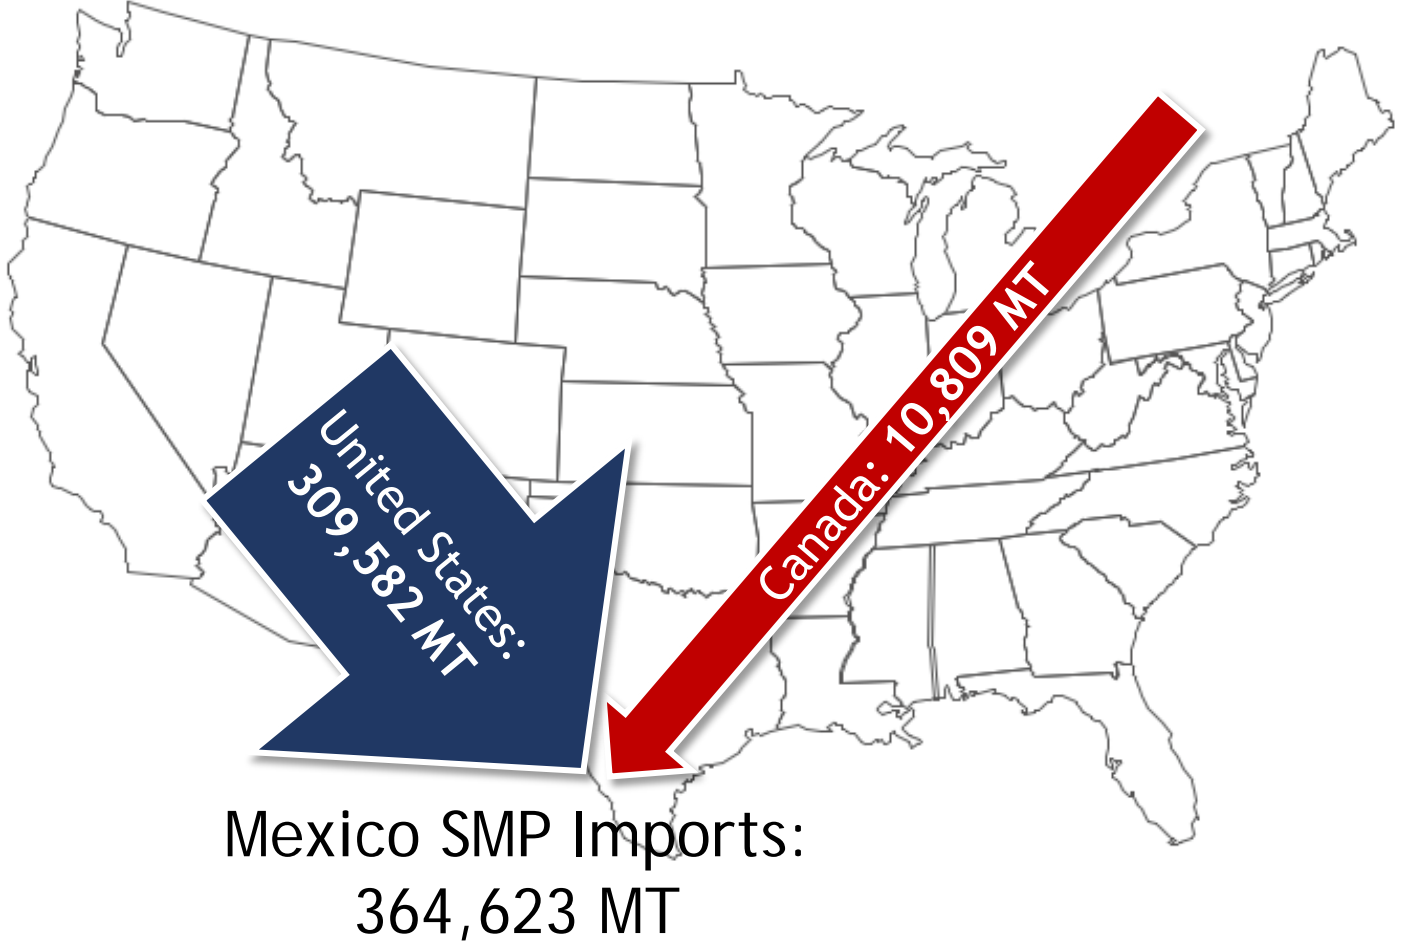 United States:
309,582 MT
Canada: 10,809 MT
Mexico SMP Imports:
364,623 MT